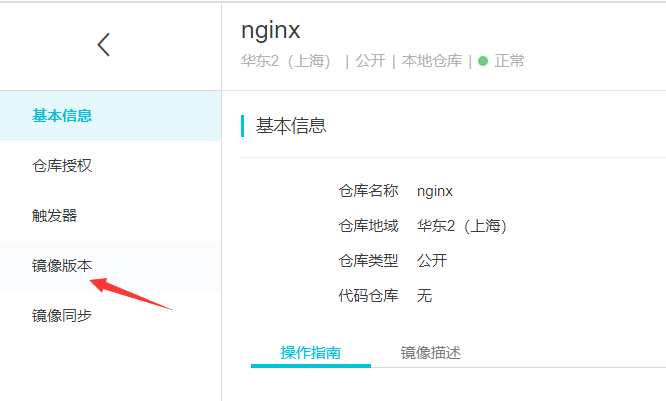 nginx
华东2（上海） | 公开 | 本地仓库 | 正常
基本信息
仓库授权
触发器
镜像版本
镜像同步
基本信息
仓库名称 nginx
仓库地域 华东2（上海）
仓库类型 公开
代码仓库 无
操作指南 镜像描述